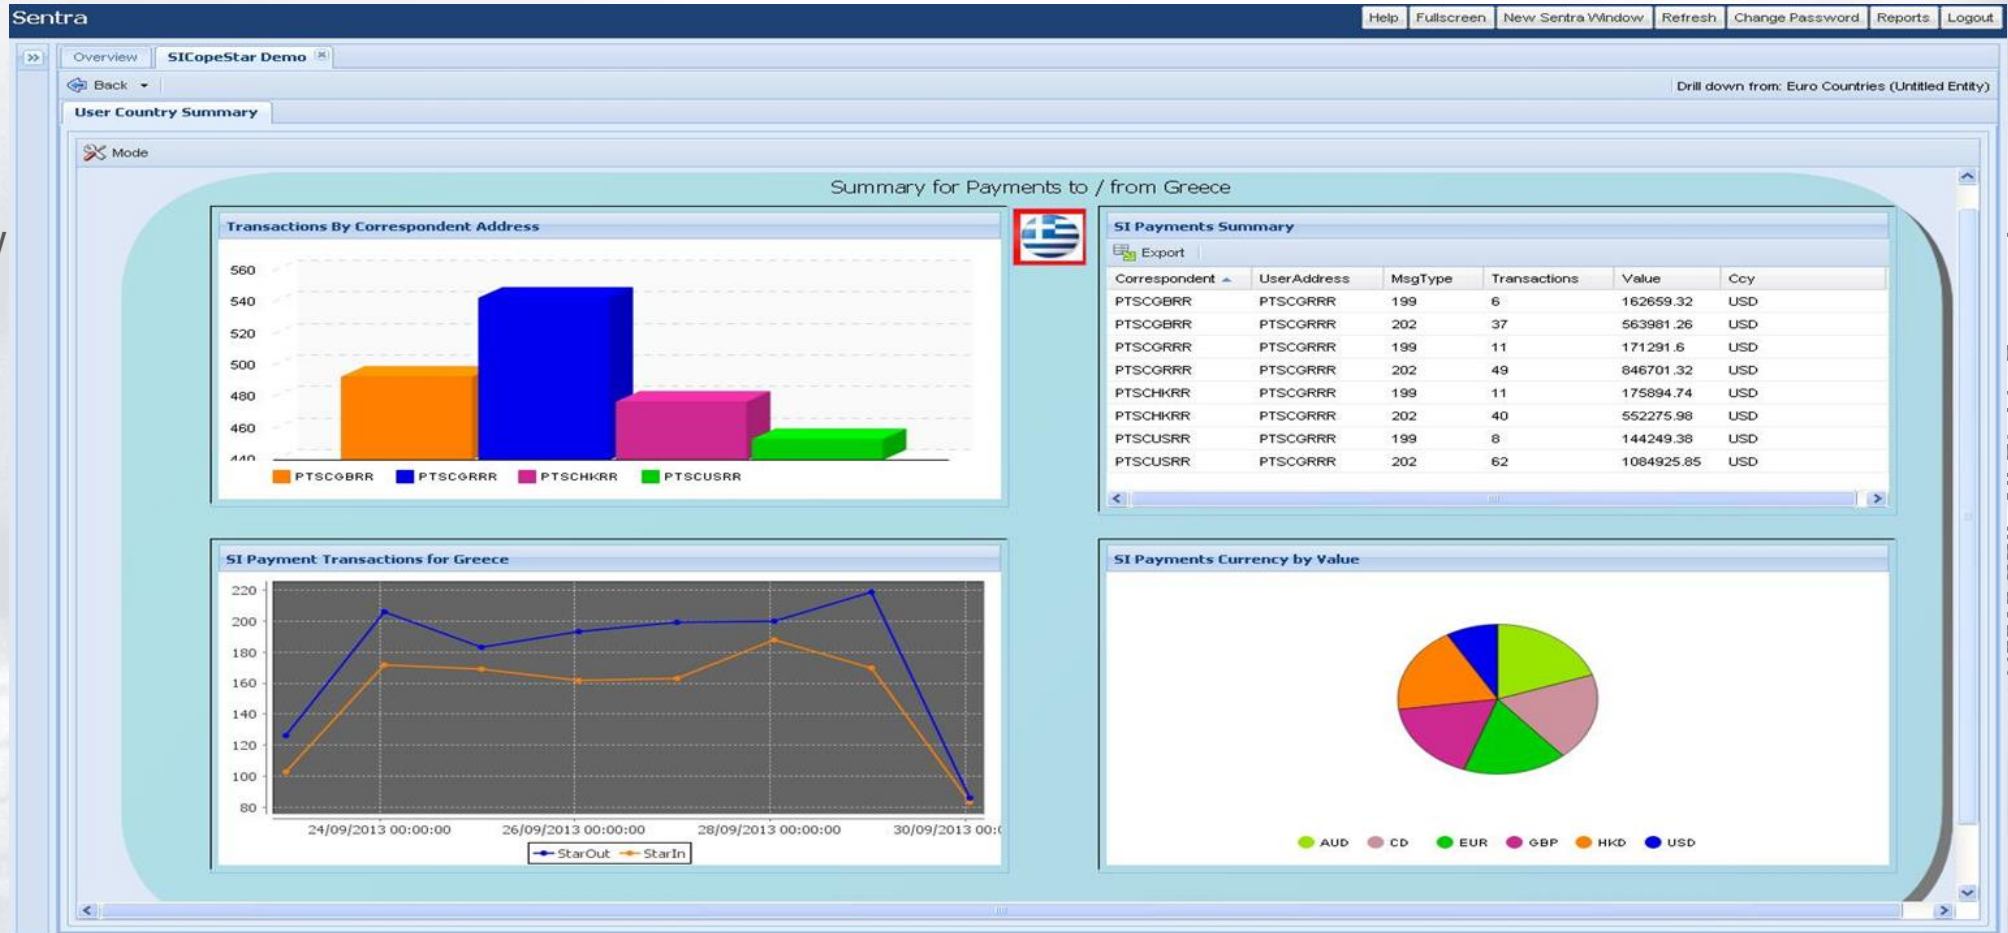 Sentra
Help Fullscreen New Sentra Window Refresh Change Password Reports Logout
Overview SICopeStar Demo
Back Drill down from: Euro Countries (Untitled Entity)
User Country Summary
Mode
Summary for Payments to / from Greece
Transactions By Correspondent Address
560
540
520
500
480
460
440
PTSCGBRR PTSCGRRR PTSCHKRR PTSCUSRR
SI Payments Summary
Export
Correspondent UserAddress MsgType Transactions Value Ccy
PTSCGBRR PTSCGRRR 199 6 162659.32 USD
PTSCGBRR PTSCGRRR 202 37 563981.26 USD
PTSCGRRR PTSCGRRR 199 11 171291.6 USD
PTSCGRRR PTSCGRRR 202 49 846701.32 USD
PTSCHKRR PTSCGRRR 199 11 175894.74 USD
PTSCHKRR PTSCGRRR 202 40 552275.98 USD
PTSCUSRR PTSCGRRR 199 8 144249.38 USD
PTSCUSRR PTSCGRRR 202 62 1084925.85 USD
SI Payment Transactions for Greece
220
200
180
160
140
120
100
80
24/09/2013 00:00:00 26/09/2013 00:00:00 28/09/2013 00:00:00 30/09/2013 00:
StarOut StarIn
SI Payments Currency by Value
AUD CD EUR GBP HKD USD